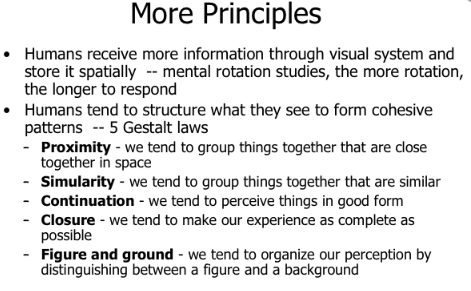 More Principles
• Humans receive more information through visual system and
store it spatially -- mental rotation studies, the more rotation,
the longer to respond
• Humans tend to structure what they see to form cohesive
patterns -- 5 Gestalt laws
- Proximity - we tend to group things together that are close
together in space
- Simularity - we tend to group things together that are similar
- Continuation - we tend to perceive things in good form
- Closure - we tend to make our experience as complete as
possible
- Figure and ground - we tend to organize our perception by
distinguishing between a figure and a background